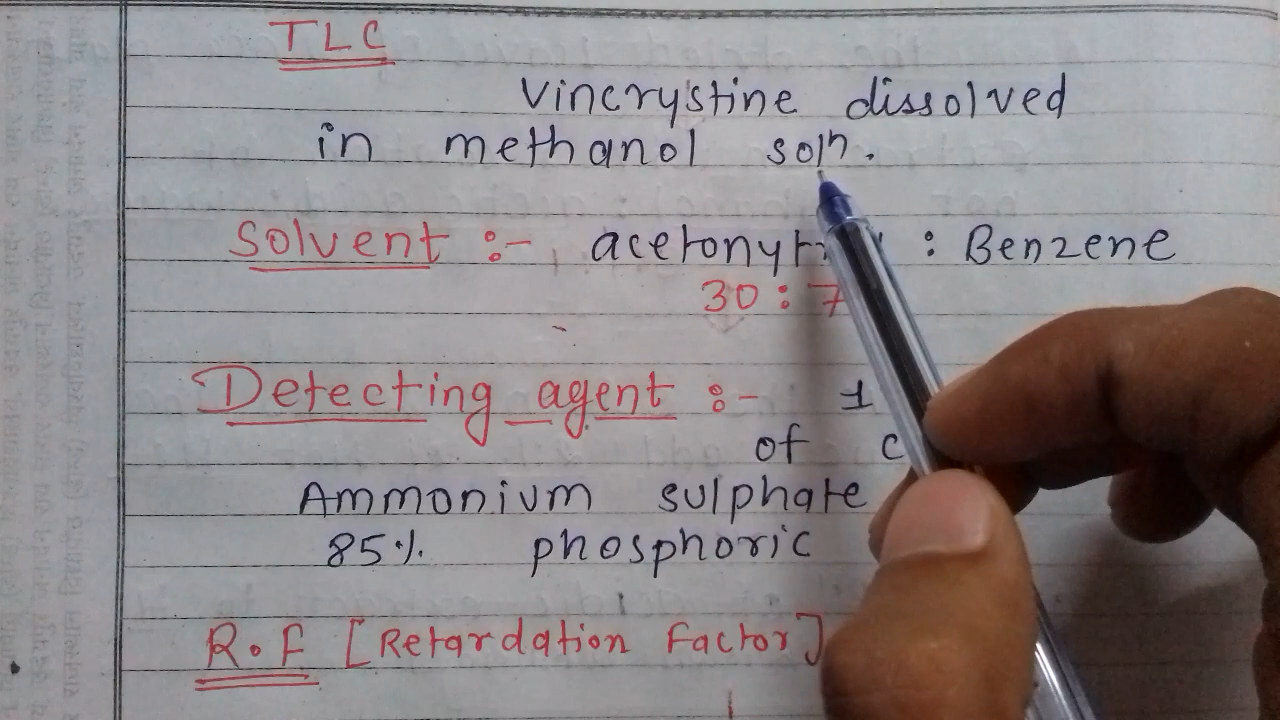 TLC
Vincrystine dissolved
in methanol soln.
Solvent :- : Benzene
30 : 7
Detecting agent :- 1
of c
Ammonium sulphate
85% phosphoric
R.F [Retardation Factor]